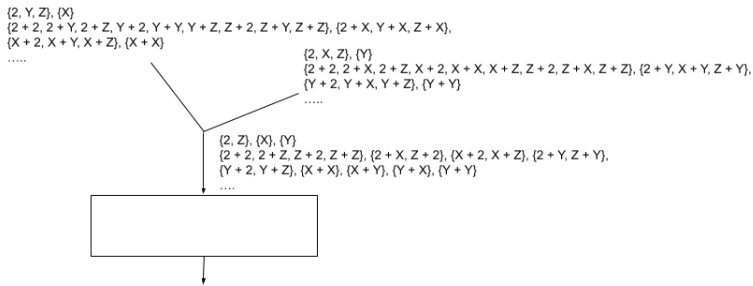 {2, Y, Z}, {X}
{2 + 2, 2 + Y, 2 + Z, Y + 2, Y + Y, Y + Z, Z + 2, Z + Y, Z + Z}, {2 + X, Y + X, Z + X},
{X + 2, X + Y, X + Z}, {X + X}
.....
{2, X, Z}, {Y}
{2 + 2, 2 + X, 2 + Z, X + 2, X + X, X + Z, Z + 2, Z + X, Z + Z}, {2 + Y, X + Y, Z + Y},
{Y + 2, Y + X, Y + Z}, {Y + Y}
.....
{2, Z}, {X}, {Y}
{2 + 2, 2 + Z, Z + 2, Z + Z}, {2 + X, Z + 2}, {X + 2, X + Z}, {2 + Y, Z + Y},
{Y + 2, Y + Z}, {X + X}, {X + Y}, {Y + X}, {Y + Y}
....